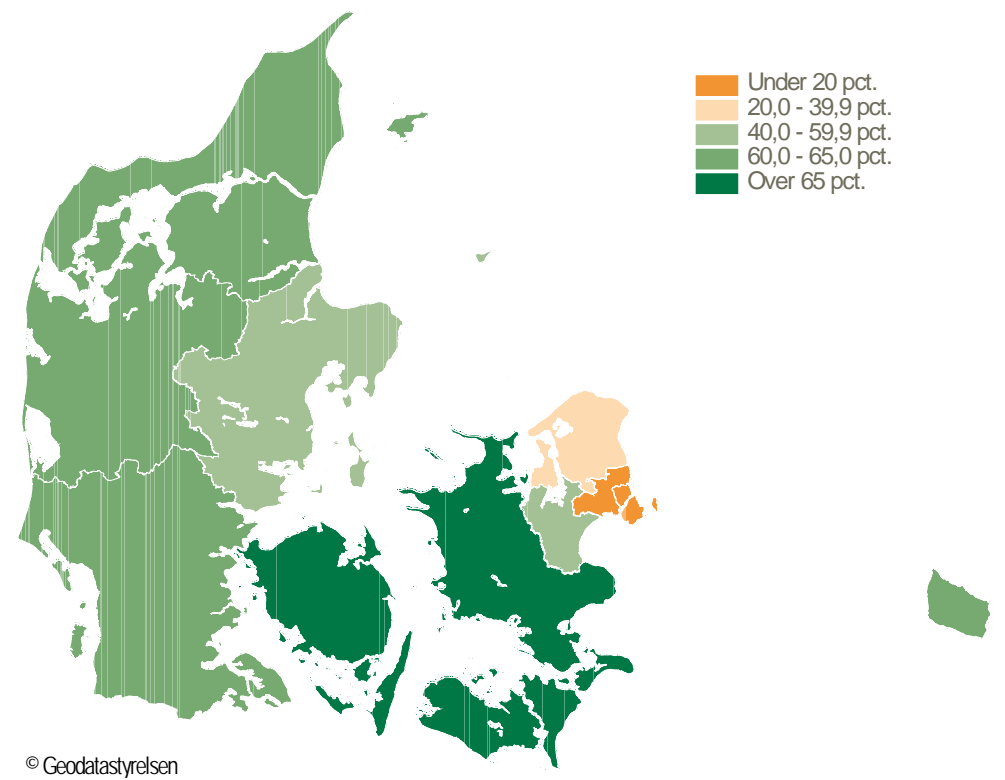 Under 20 pct.
20,0 - 39,9 pct.
40,0 - 59,9 pct.
60,0 - 65,0 pct.
Over 65 pct.
© Geodatastyrelsen